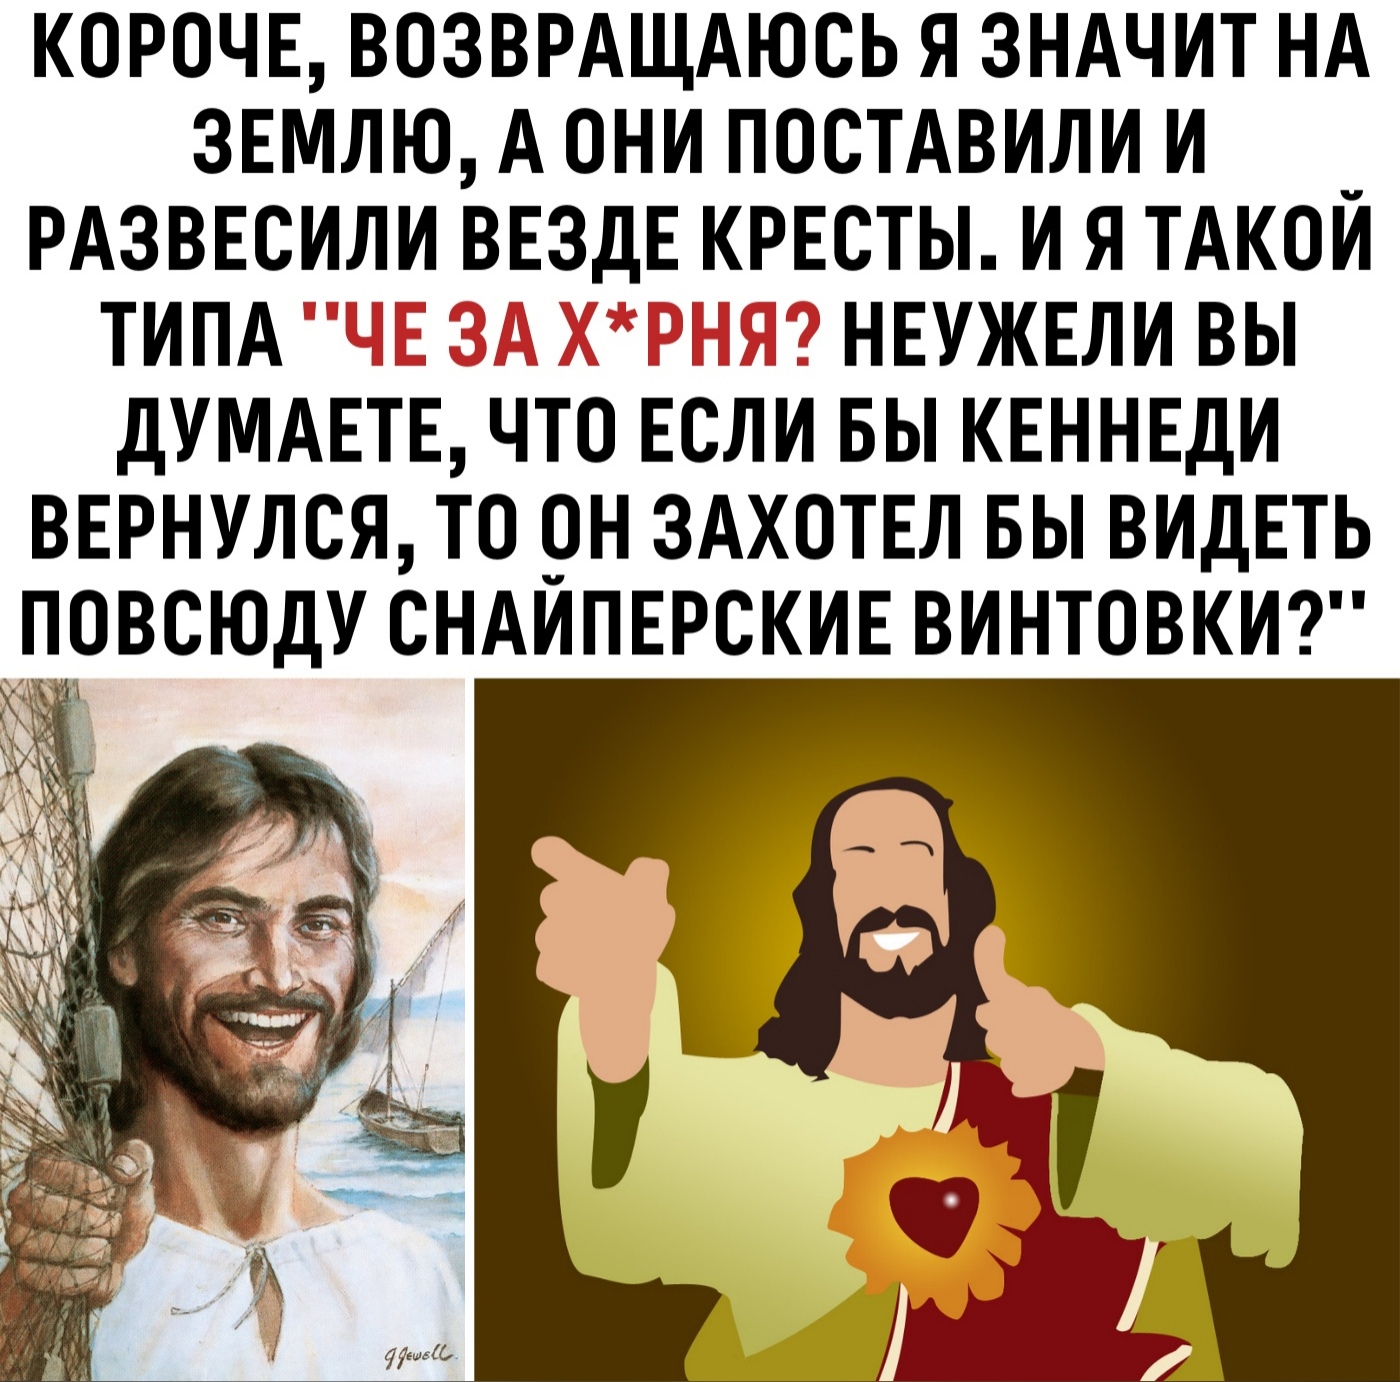 КОРОЧЕ, ВОЗВРАЩАЮСЬ Я ЗНАЧИТ НА
ЗЕМЛЮ, А ОНИ ПОСТАВИЛИ И
РАЗВЕСИЛИ ВЕЗДЕ КРЕСТЫ. И Я ТАКОЙ
ТИПА "ЧЕ ЗА Х*РНЯ? НЕУЖЕЛИ ВЫ
ДУМАЕТЕ, ЧТО ЕСЛИ БЫ КЕННЕДИ
ВЕРНУЛСЯ, ТО ОН ЗАХОТЕЛ БЫ ВИДЕТЬ
ПОВСЮДУ СНАЙПЕРСКИЕ ВИНТОВКИ?"
G Jewell